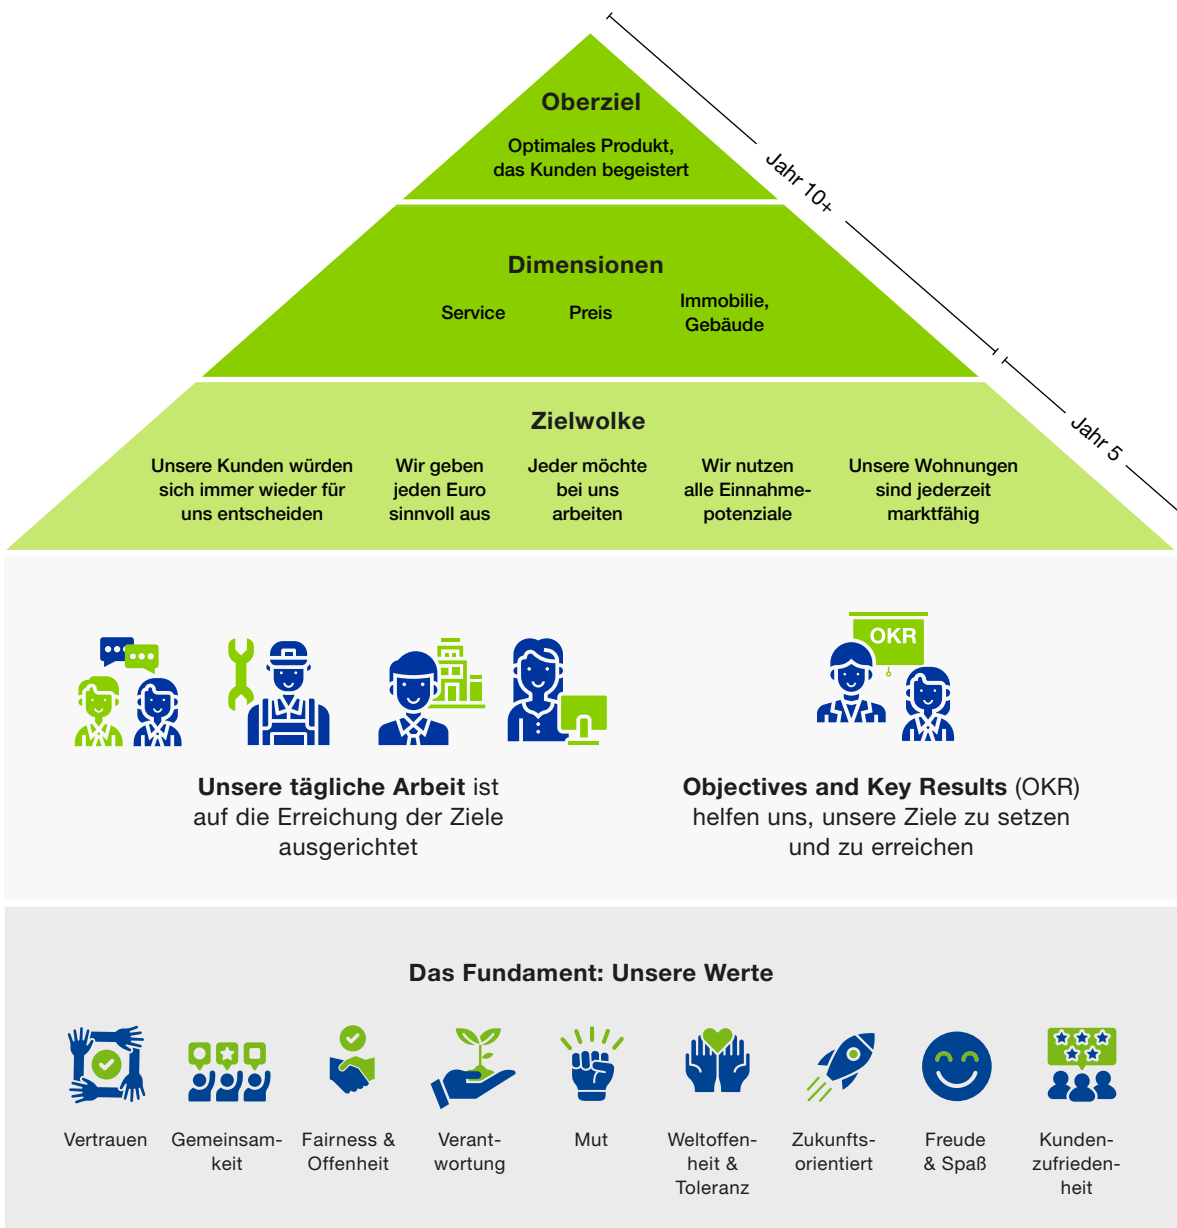 Oberziel
Optimales Produkt,
das Kunden begeistert
Jahr 10+
Dimensionen
Service
Preis
Immobilie,
Gebäude
Jahr 5
Zielwolke
Unsere Kunden würden
sich immer wieder für
uns entscheiden
Wir geben
jeden Euro
sinnvoll aus
Jeder möchte
bei uns
arbeiten
Wir nutzen
alle Einnahme-
potenziale
Unsere Wohnungen
sind jederzeit
marktfähig
OKR
Unsere tägliche Arbeit ist
auf die Erreichung der Ziele
ausgerichtet
Objectives and Key Results (OKR)
helfen uns, unsere Ziele zu setzen
und zu erreichen
Das Fundament: Unsere Werte
Vertrauen
Gemeinsam-
keit
Fairness &
Offenheit
Verant-
wortung
Mut
Weltoffen-
heit &
Toleranz
Zukunfts-
orientiert
Freude
& Spaß
Kunden-
zufrieden-
heit